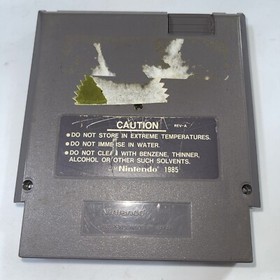 CAUTION REV-A
• DO NOT STORE IN EXTREME TEMPERATURES.
• DO NOT IMMERSE IN WATER.
• DO NOT CLEAN WITH BENZENE, THINNER,
ALCOHOL OR OTHER SUCH SOLVENTS.
Nintendo 1985